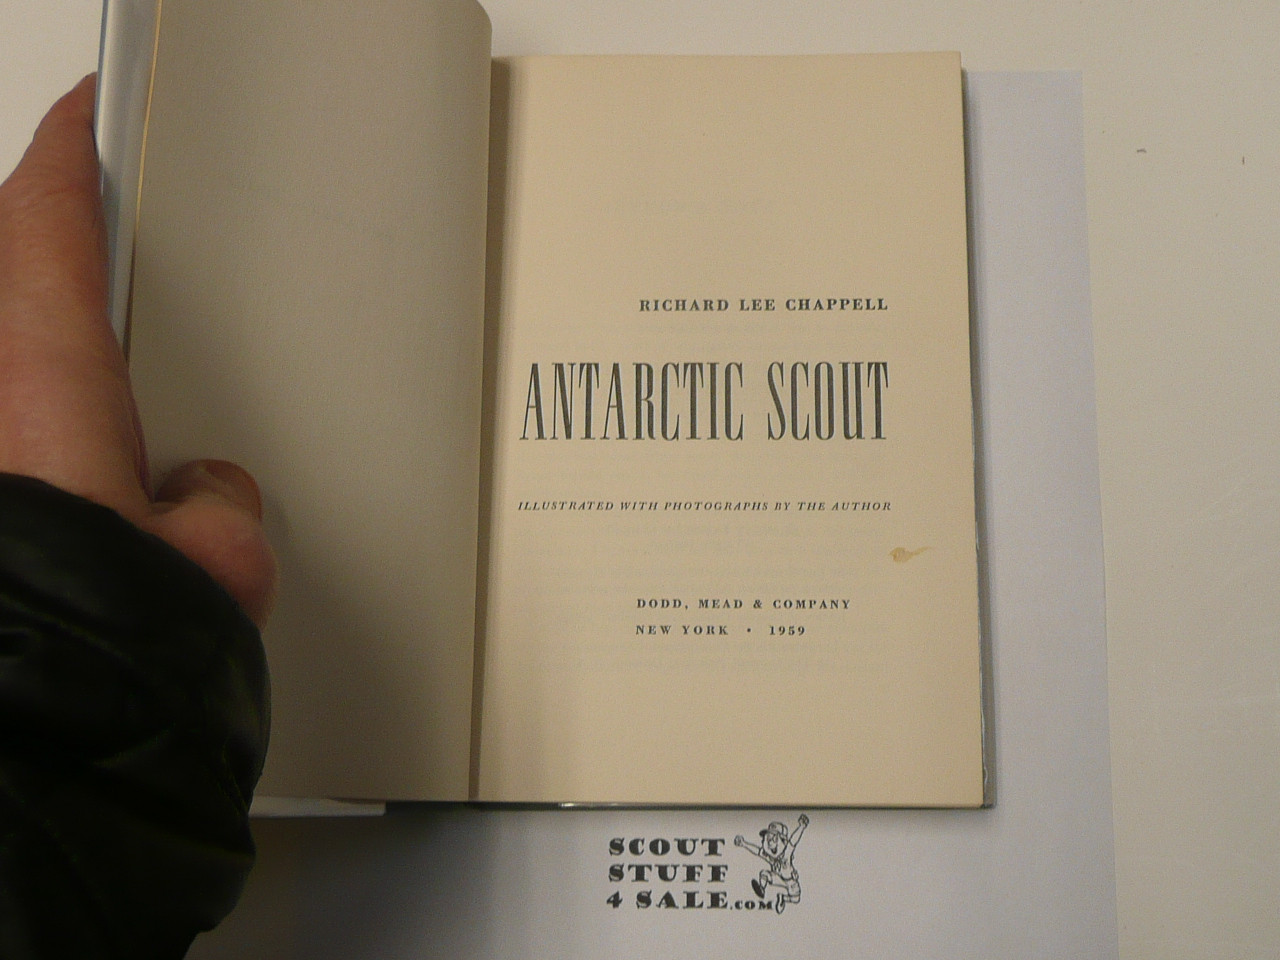 RICHARD LEE CHAPPELL
ANTARCTIC SCOUT
ILLUSTRATED WITH PHOTOGRAPHS BY THE AUTHOR
DODD, MEAD & COMPANY
NEW YORK • 1959
SCOUT
STUFF
4 SALE.COM